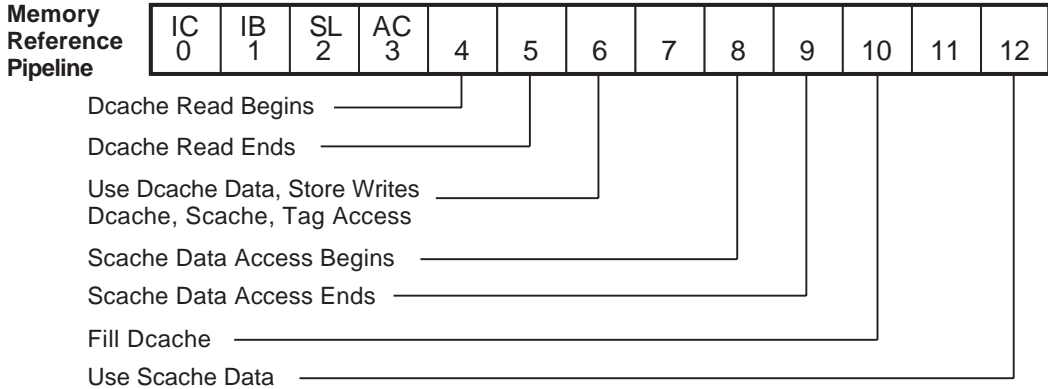 Memory
Reference
Pipeline
IC IB SL AC
0 1 2 3 4 5 6 7 8 9 10 11 12
Dcache Read Begins
Dcache Read Ends
Use Dcache Data, Store Writes
Dcache, Scache, Tag Access
Scache Data Access Begins
Scache Data Access Ends
Fill Dcache
Use Scache Data